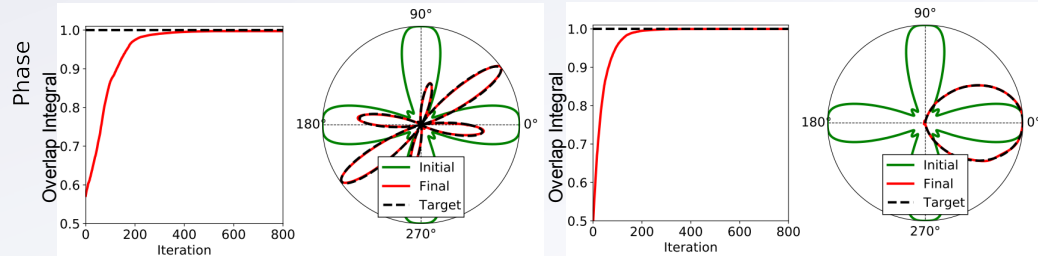 Phase
Overlap Integral
1.0
0.9
0.8
0.7
0.6
0.5
0
200
400
600
800
Iteration
90°
180°
0°
270°
Initial
Final
Target
Overlap Integral
1.0
0.9
0.8
0.7
0.6
0.5
0
200
400
600
800
Iteration
90°
180°
0°
270°
Initial
Final
Target